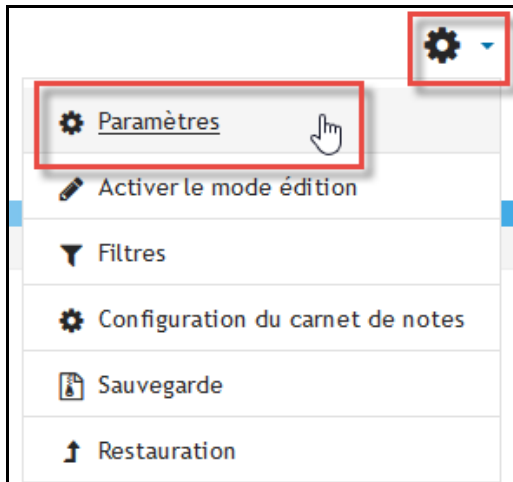 Paramètres
Activer le mode édition
Filtres
Configuration du carnet de notes
Sauvegarde
Restauration